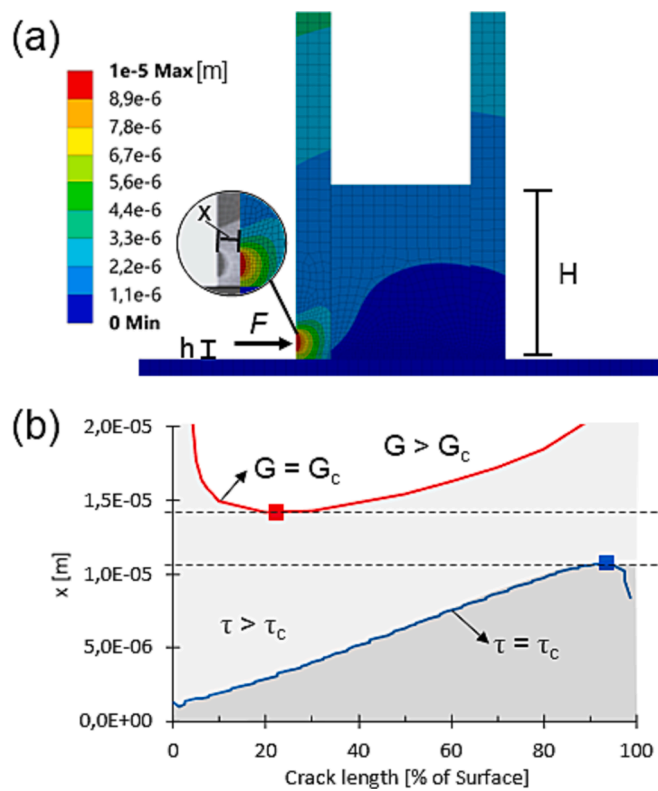 (a)
1e-5 Max [m]
8,9e-6
7,8e-6
6,7e-6
5,6e-6
4,4e-6
3,3e-6
2,2e-6
1,1e-6
0 Min
x
h
F
H
(b)
2,0E-05
1,5E-05
1,0E-05
5,0E-06
0,0E+00
x [m]
G = Gc
G > Gc
τ > τc
τ = τc
0 20 40 60 80 100
Crack length [% of Surface]